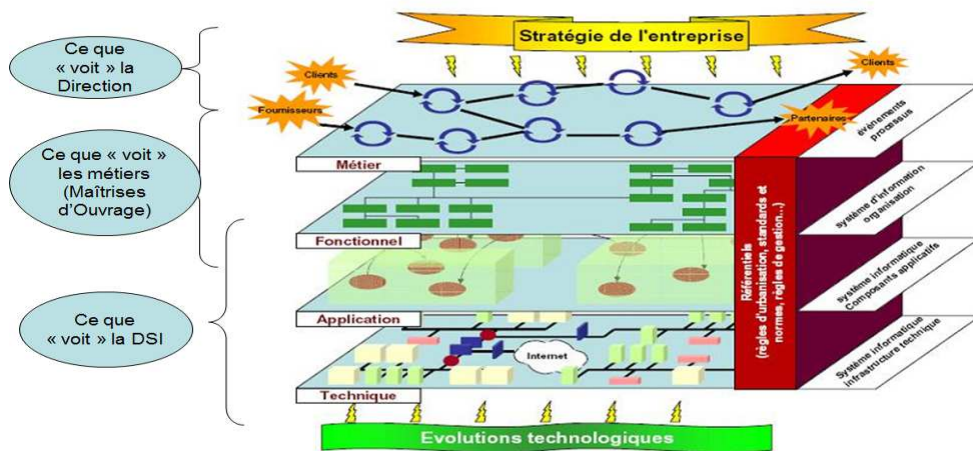 Stratégie de l'entreprise
Ce que
« voit » la
Direction
Clients
Clients
Fournisseurs
Partenaires
événements
processus
Métier
Ce que « voit »
les métiers
(Maîtrises
d'Ouvrage)
système d'information
organisation
Fonctionnel
Référentiels
(règles d'urbanisation, standards et
normes, règles de gestion...)
système informatique
Composants applicatifs
Application
Ce que
« voit » la DSI
Internet
Système informatique
infrastructure technique
Technique
Evolutions technologiques